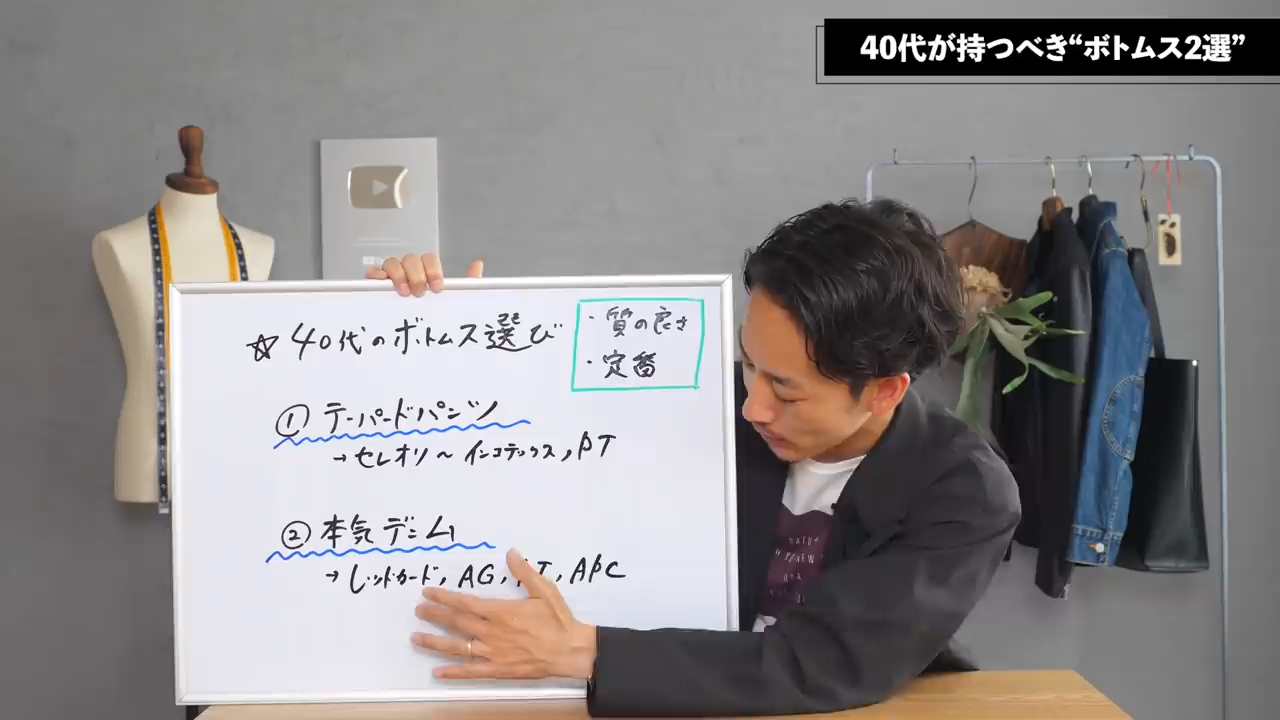 40代が持つべき“ボトムス2選”
☆ 40代のボトムス選び
・質の良さ
・定番
① テーパードパンツ
→セレオリ〜インコテックス, PT
② 本気デニム
→レッドカード, AG, PT, APC